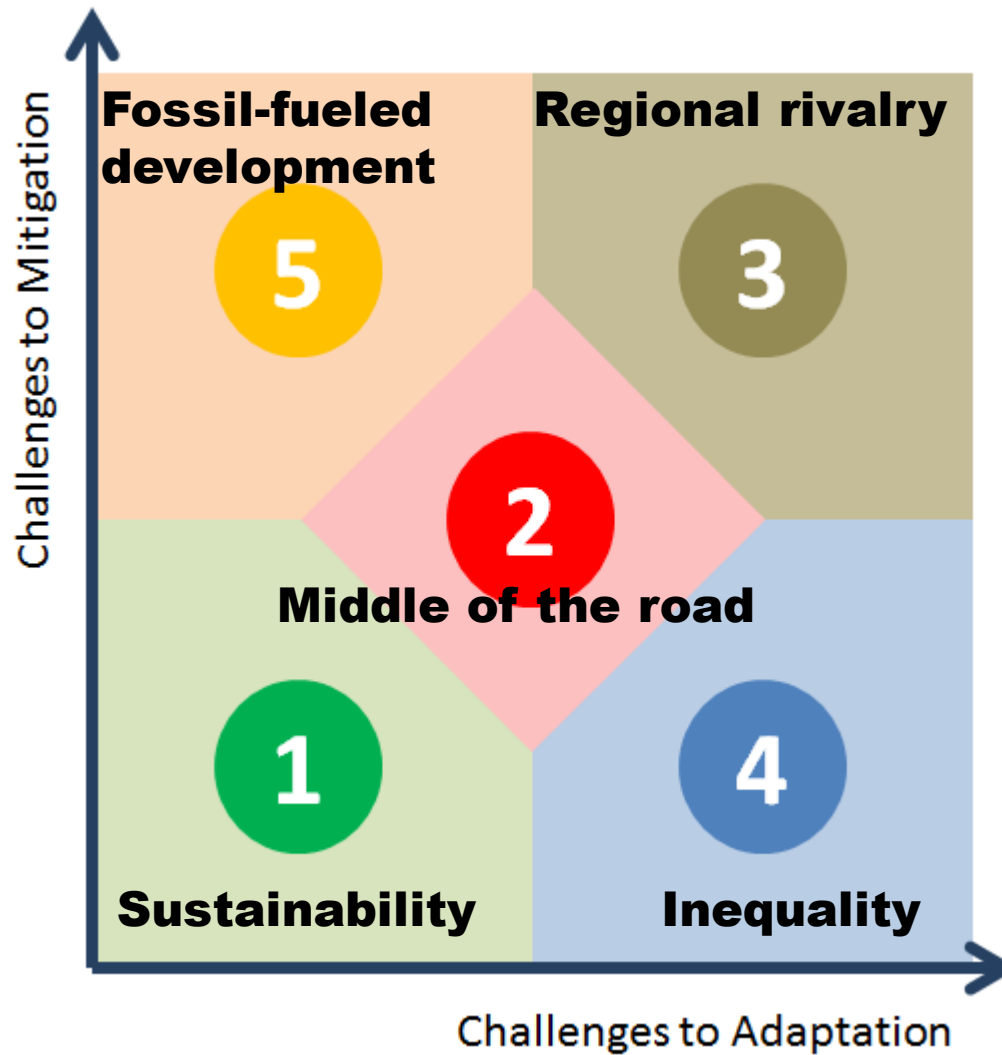 Challenges to Mitigation
Fossil-fueled
development
5
Regional rivalry
3
2
Middle of the road
1
Sustainability
4
Inequality
Challenges to Adaptation